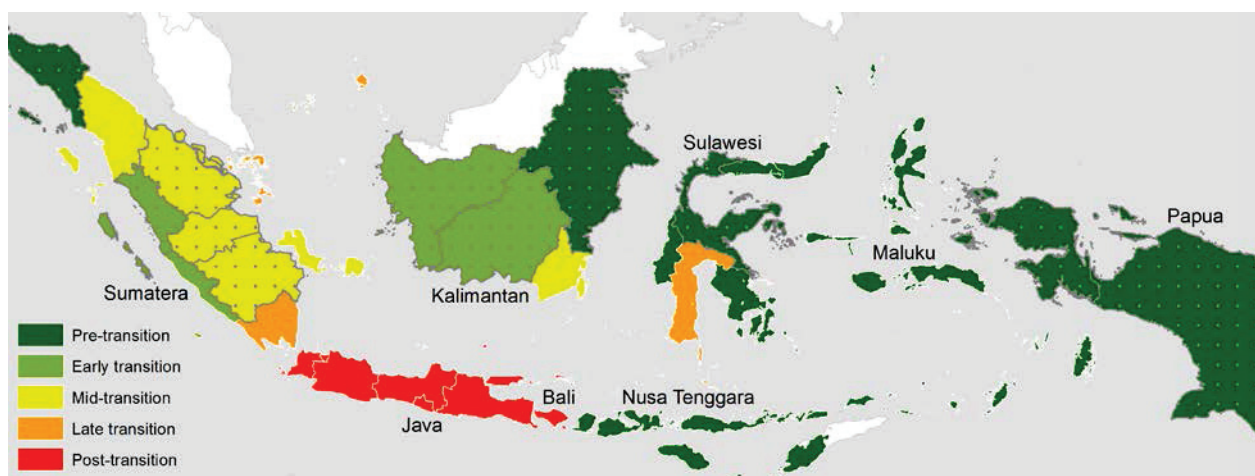 Sulawesi
Papua
Maluku
Sumatera
Kalimantan
Pre-transition
Early transition
Mid-transition
Late transition
Post-transition
Bali
Nusa Tenggara
Java